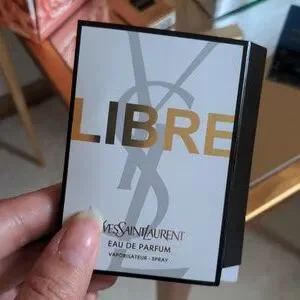 LIBRE
YVESSAINTLAURENT
EAU DE PARFUM
VAPORISATEUR - SPRAY